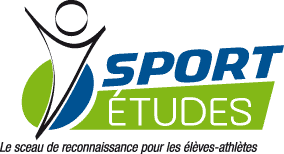 SPORT
ÉTUDES
Le sceau de reconnaissance pour les élèves-athlètes